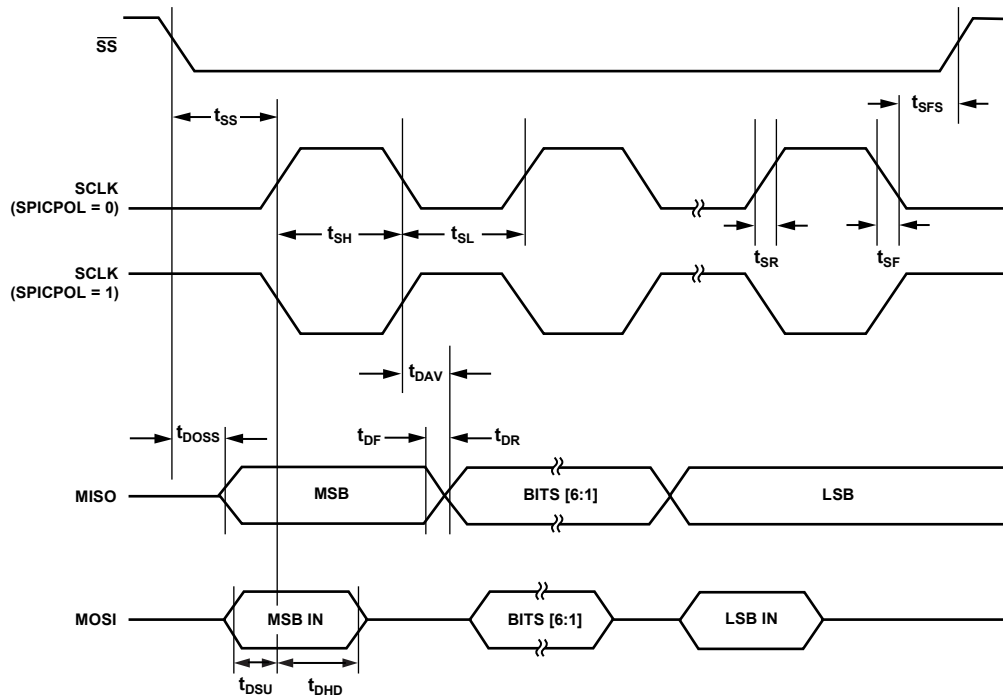 SS
tSS
tSFS
SCLK
(SPICPOL = 0)
tSH
tSL
tSR
tSF
SCLK
(SPICPOL = 1)
tDAV
tDOSS
tDF
tDR
MISO
MSB
BITS [6:1]
LSB
MOSI
MSB IN
BITS [6:1]
LSB IN
tDSU
tDHD